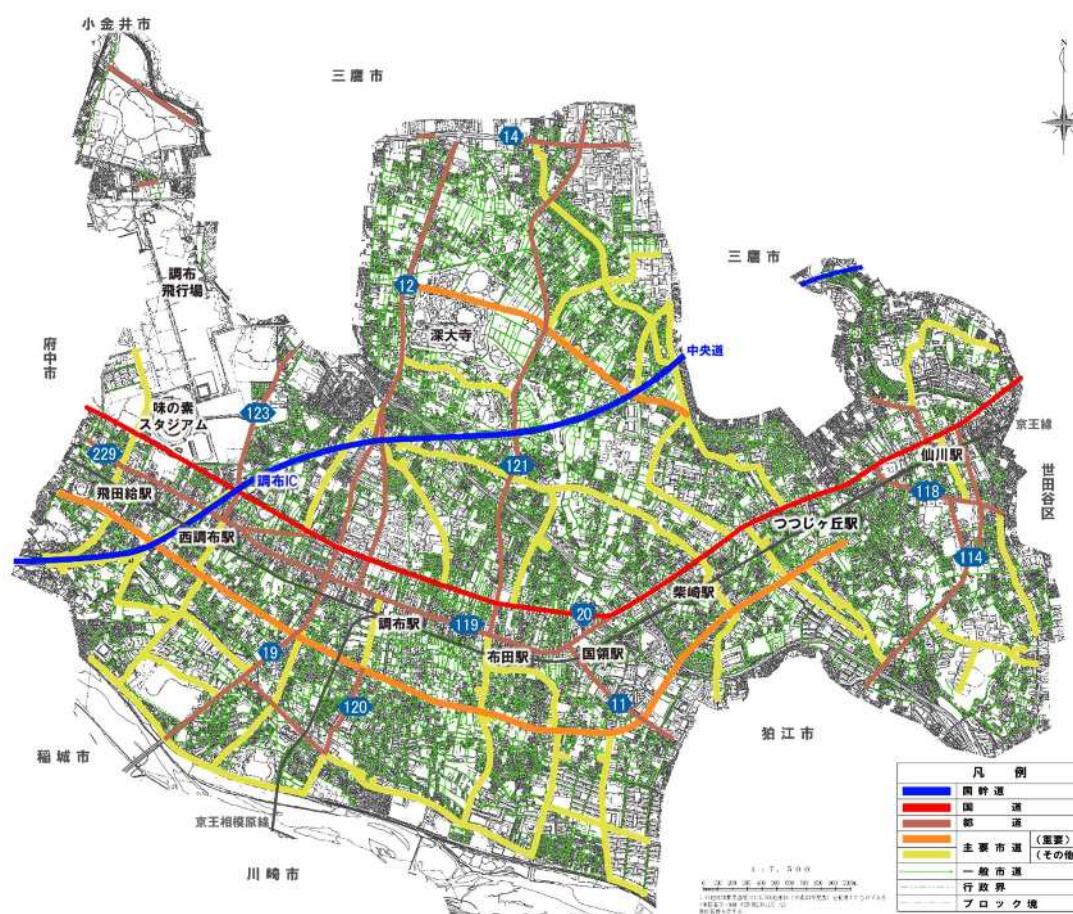 小金井市
三鷹市
14
調布
飛行場
12
三鷹市
深大寺
府中市
中央道
味の素
スタジアム
123
京王線
229
仙川駅
121
調布IC
飛田給駅
118
世田谷区
つつじヶ丘駅
西調布駅
114
柴崎駅
20
調布駅
119
布田駅
国領駅
19
11
120
狛江市
稲城市
京王相模原線
川崎市
凡 例
国幹道
国 道
都 道
主要市道
(重要)
(その他
一般市道
行政界
ブロック境
1:7,500